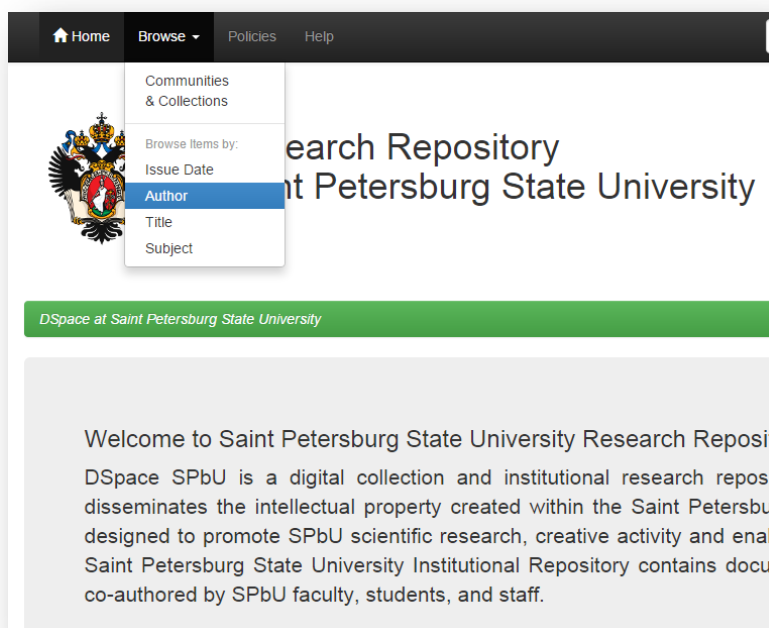 Home Browse Policies Help
Communities
& Collections
Browse Items by:
Issue Date
Author
Title
Subject
earch Repository
nt Petersburg State University
DSpace at Saint Petersburg State University
Welcome to Saint Petersburg State University Research Reposi
DSpace SPbU is a digital collection and institutional research repos
disseminates the intellectual property created within the Saint Petersbu
designed to promote SPbU scientific research, creative activity and enal
Saint Petersburg State University Institutional Repository contains docu
co-authored by SPbU faculty, students, and staff.